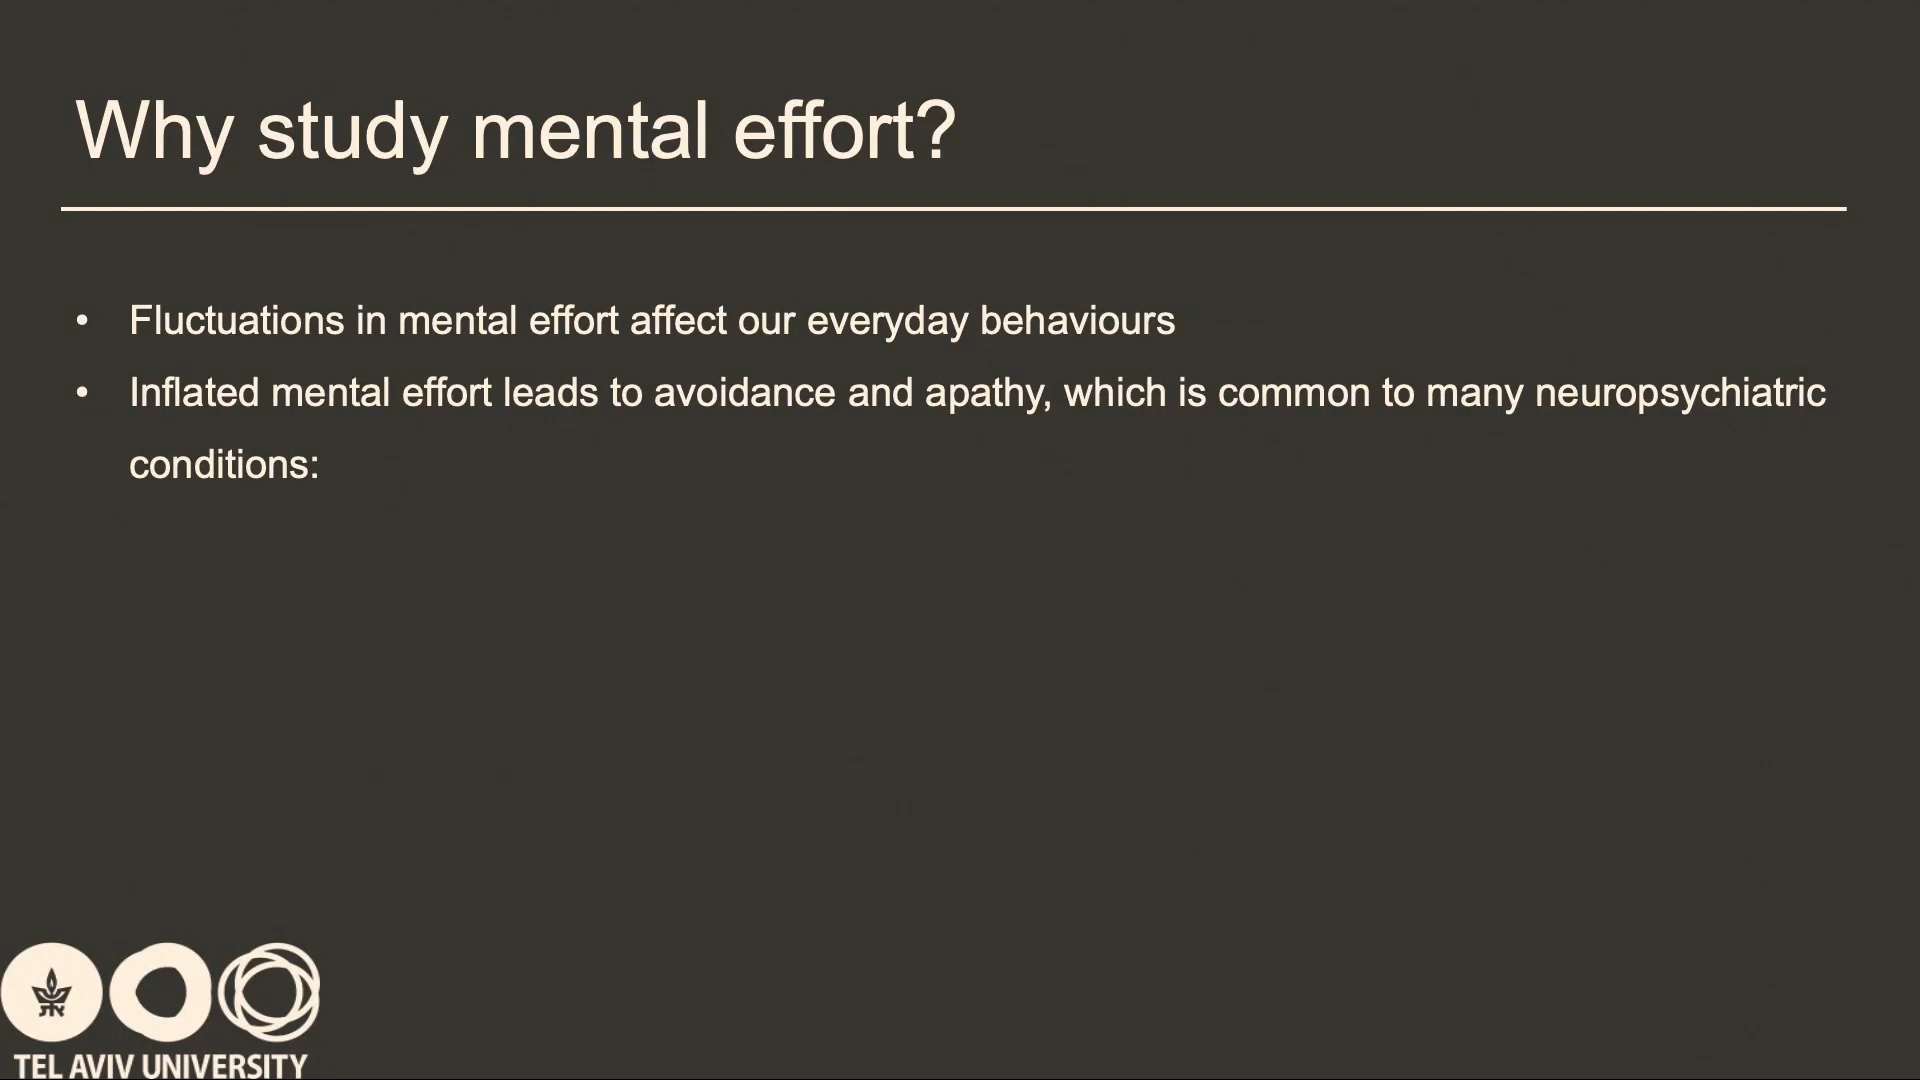 Why study mental effort?
• Fluctuations in mental effort affect our everyday behaviours
• Inflated mental effort leads to avoidance and apathy, which is common to many neuropsychiatric
conditions:
TEL AVIV UNIVERSITY